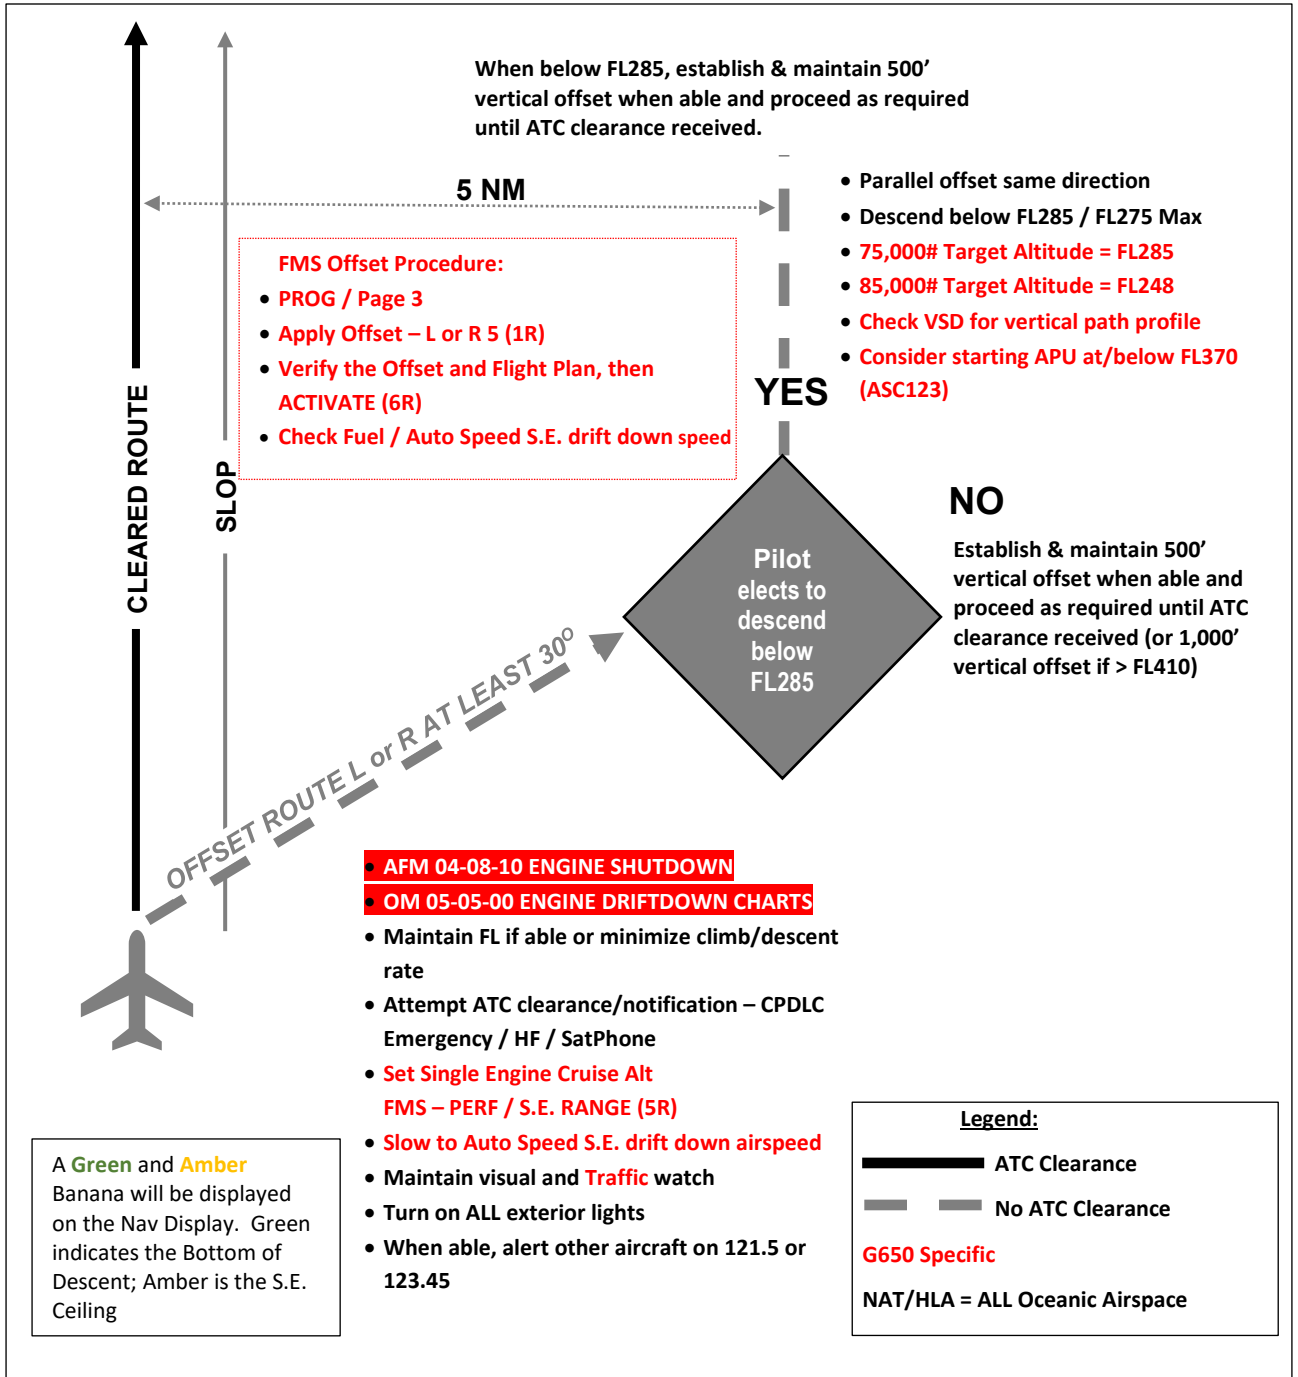 When below FL285, establish & maintain 500'
vertical offset when able and proceed as required
until ATC clearance received.
5 NM
• Parallel offset same direction
• Descend below FL285 / FL275 Max
• 75,000# Target Altitude = FL285
• 85,000# Target Altitude = FL248
• Check VSD for vertical path profile
• Consider starting APU at/below FL370
(ASC123)
FMS Offset Procedure:
• PROG / Page 3
• Apply Offset – L or R 5 (1R)
• Verify the Offset and Flight Plan, then
ACTIVATE (6R)
• Check Fuel / Auto Speed S.E. drift down speed
YES
CLEARED ROUTE
SLOP
NO
Establish & maintain 500'
vertical offset when able and
proceed as required until ATC
clearance received (or 1,000'
vertical offset if > FL410)
Pilot
elects to
descend
below
FL285
OFFSET ROUTE L or R AT LEAST 30°
• AFM 04-08-10 ENGINE SHUTDOWN
• OM 05-05-00 ENGINE DRIFTDOWN CHARTS
• Maintain FL if able or minimize climb/descent
rate
• Attempt ATC clearance/notification – CPDLC
Emergency / HF / SatPhone
• Set Single Engine Cruise Alt
FMS – PERF / S.E. RANGE (5R)
• Slow to Auto Speed S.E. drift down airspeed
• Maintain visual and Traffic watch
• Turn on ALL exterior lights
• When able, alert other aircraft on 121.5 or
123.45
A Green and Amber
Banana will be displayed
on the Nav Display. Green
indicates the Bottom of
Descent; Amber is the S.E.
Ceiling
Legend:
ATC Clearance
No ATC Clearance
G650 Specific
NAT/HLA = ALL Oceanic Airspace